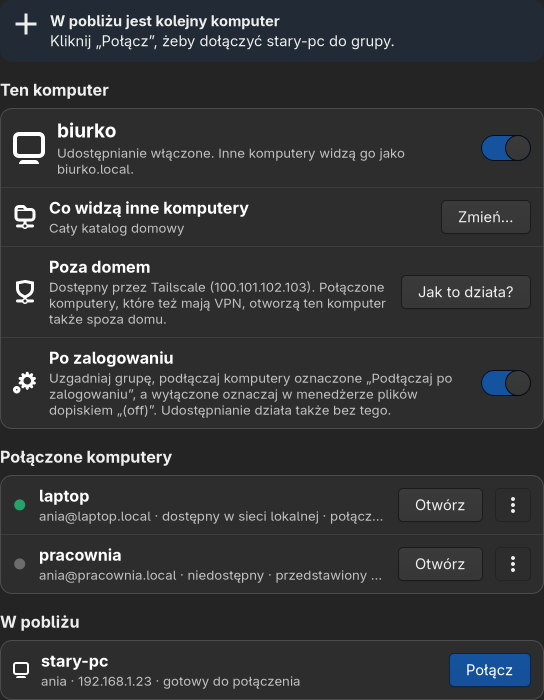 W pobliżu jest kolejny komputer
Kliknij „Połącz”, żeby dołączyć stary-pc do grupy.
Ten komputer
biurko
Udostępnianie włączone. Inne komputery widzą go jako
biurko.local.
Co widzą inne komputery
Cały katalog domowy
Zmień...
Poza domem
Dostępny przez Tailscale (100.101.102.103). Połączone
komputery, które też mają VPN, otworzą ten komputer
także spoza domu.
Jak to działa?
Po zalogowaniu
Uzgadniaj grupę, podłączaj komputery oznaczone „Podłączaj po
zalogowaniu”, a wyłączone oznaczaj w menedżerze plików
dopiskiem „(off)”. Udostępnianie działa także bez tego.
Połączone komputery
laptop
ania@laptop.local · dostępny w sieci lokalnej · połącz...
Otwórz
pracownia
ania@pracownia.local · niedostępny · przedstawiony ...
Otwórz
W pobliżu
stary-pc
ania · 192.168.1.23 · gotowy do połączenia
Połącz